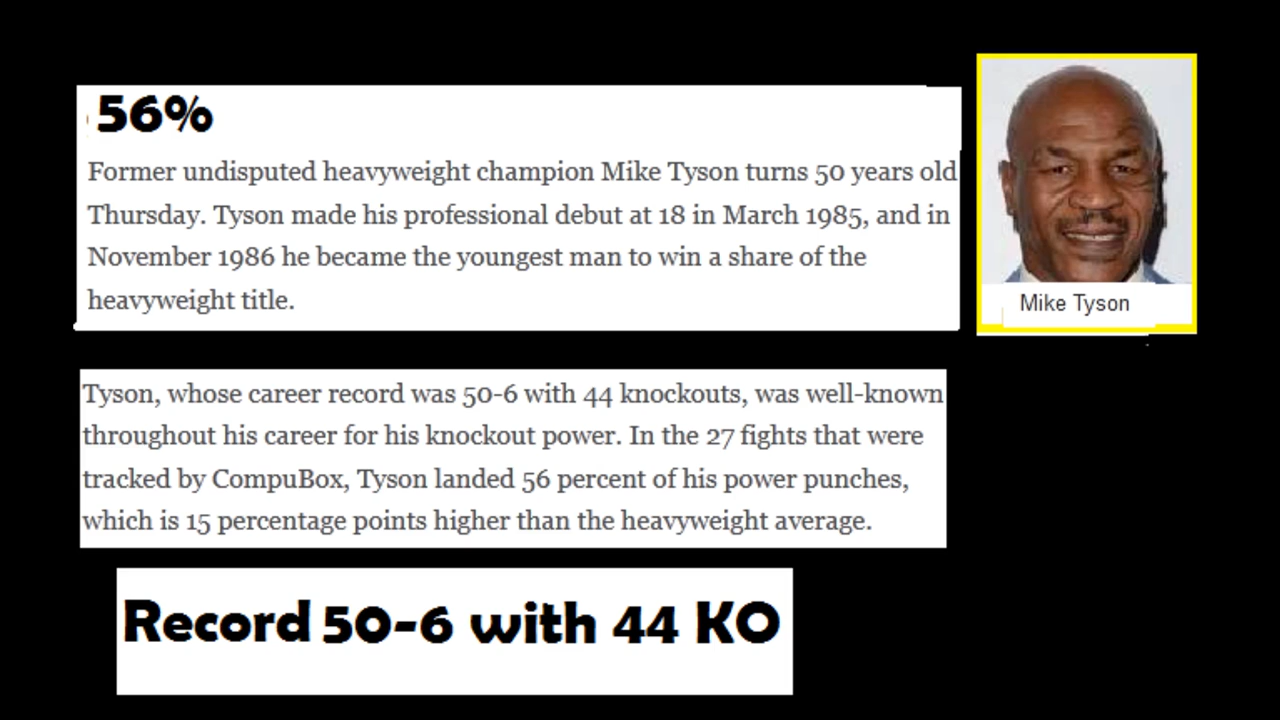 56%
Former undisputed heavyweight champion Mike Tyson turns 50 years old
Thursday. Tyson made his professional debut at 18 in March 1985, and in
November 1986 he became the youngest man to win a share of the
heavyweight title.
Mike Tyson
Tyson, whose career record was 50-6 with 44 knockouts, was well-known
throughout his career for his knockout power. In the 27 fights that were
tracked by CompuBox, Tyson landed 56 percent of his power punches,
which is 15 percentage points higher than the heavyweight average.
Record 50-6 with 44 KO